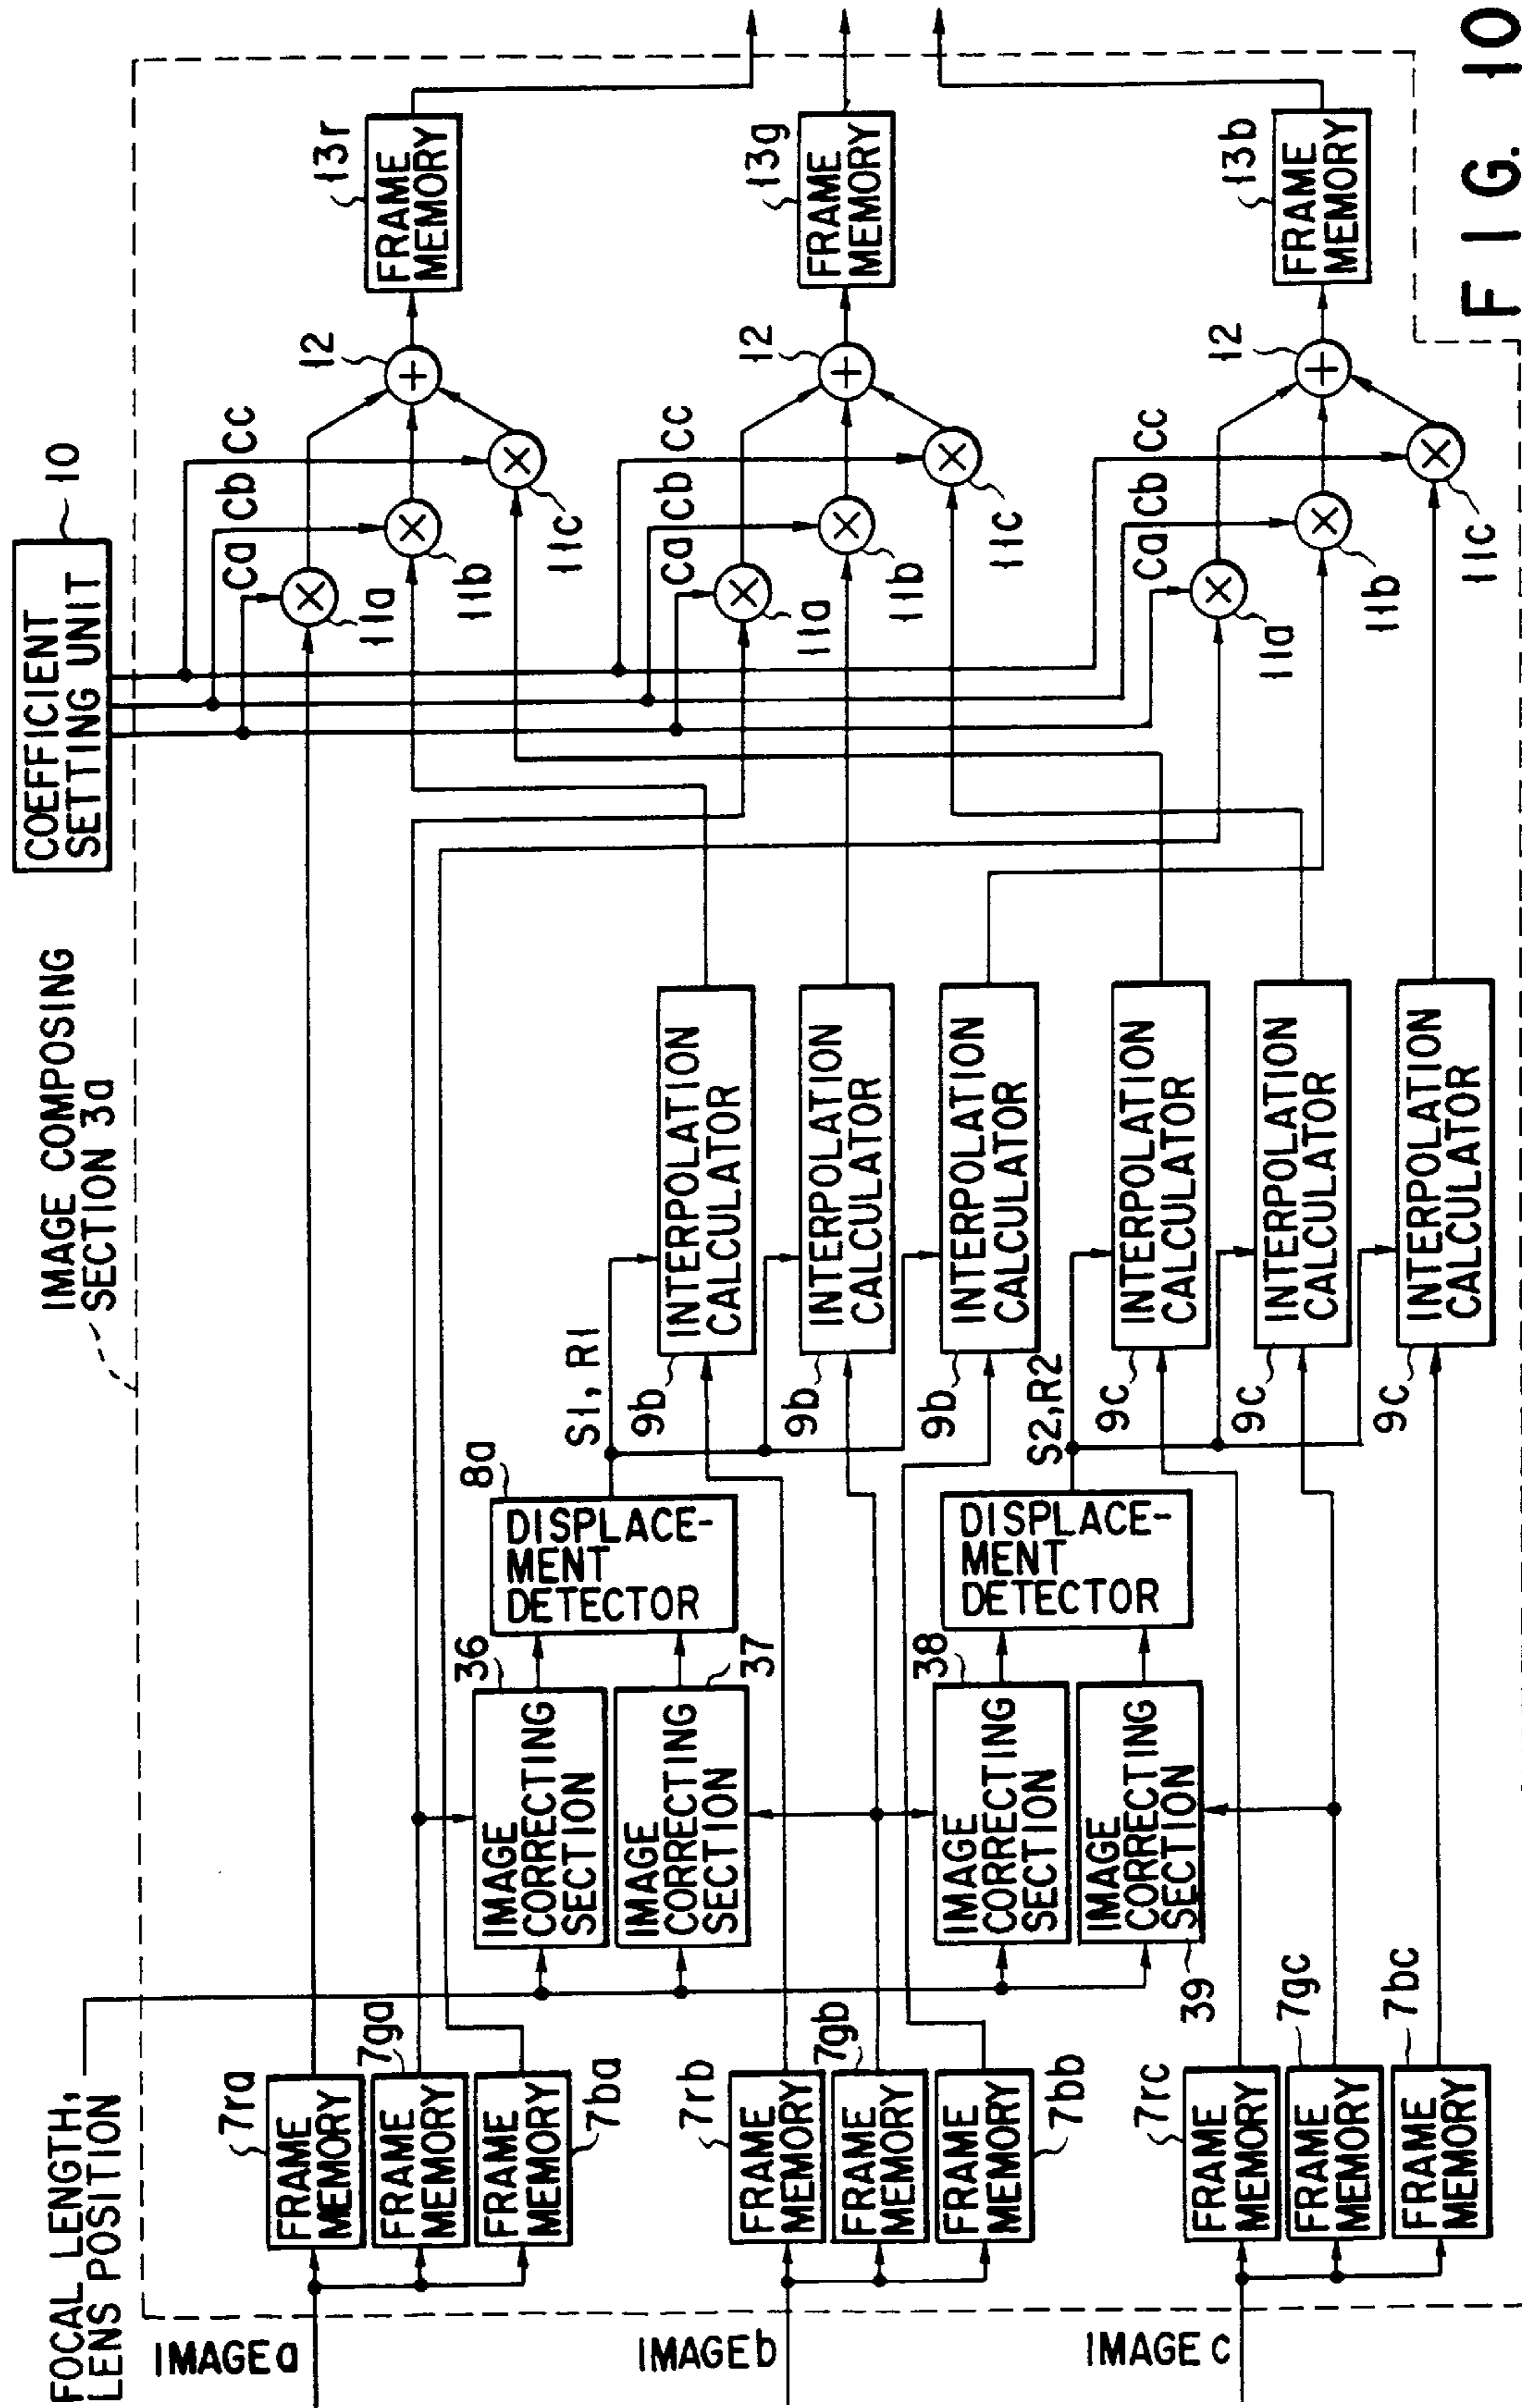 FOCAL LENGTH,
LENS POSITION
IMAGE COMPOSING
SECTION 3a
COEFFICIENT
SETTING UNIT
10
IMAGE a
7ra
FRAME
MEMORY
7ga
FRAME
MEMORY
FRAME
MEMORY
7ba
IMAGE b
7rb
FRAME
MEMORY
7gb
FRAME
MEMORY
FRAME
MEMORY
7bb
IMAGE c
7rc
FRAME
MEMORY
7gc
FRAME
MEMORY
7bc
FRAME
MEMORY
36
IMAGE
CORRECTING
SECTION
37
IMAGE
CORRECTING
SECTION
38
IMAGE
CORRECTING
SECTION
39
IMAGE
CORRECTING
SECTION
8a
DISPLACE-
MENT
DETECTOR
DISPLACE-
MENT
DETECTOR
S1, R1
9b
INTERPOLATION
CALCULATOR
9b
INTERPOLATION
CALCULATOR
9b
INTERPOLATION
CALCULATOR
S2, R2
9c
INTERPOLATION
CALCULATOR
9c
INTERPOLATION
CALCULATOR
9c
INTERPOLATION
CALCULATOR
Ca Cb Cc
11a
11b
11c
12
13r
FRAME
MEMORY
Ca Cb Cc
11a
11b
11c
12
13g
FRAME
MEMORY
Ca Cb Cc
11a
11b
11c
12
13b
FRAME
MEMORY
FIG. 10